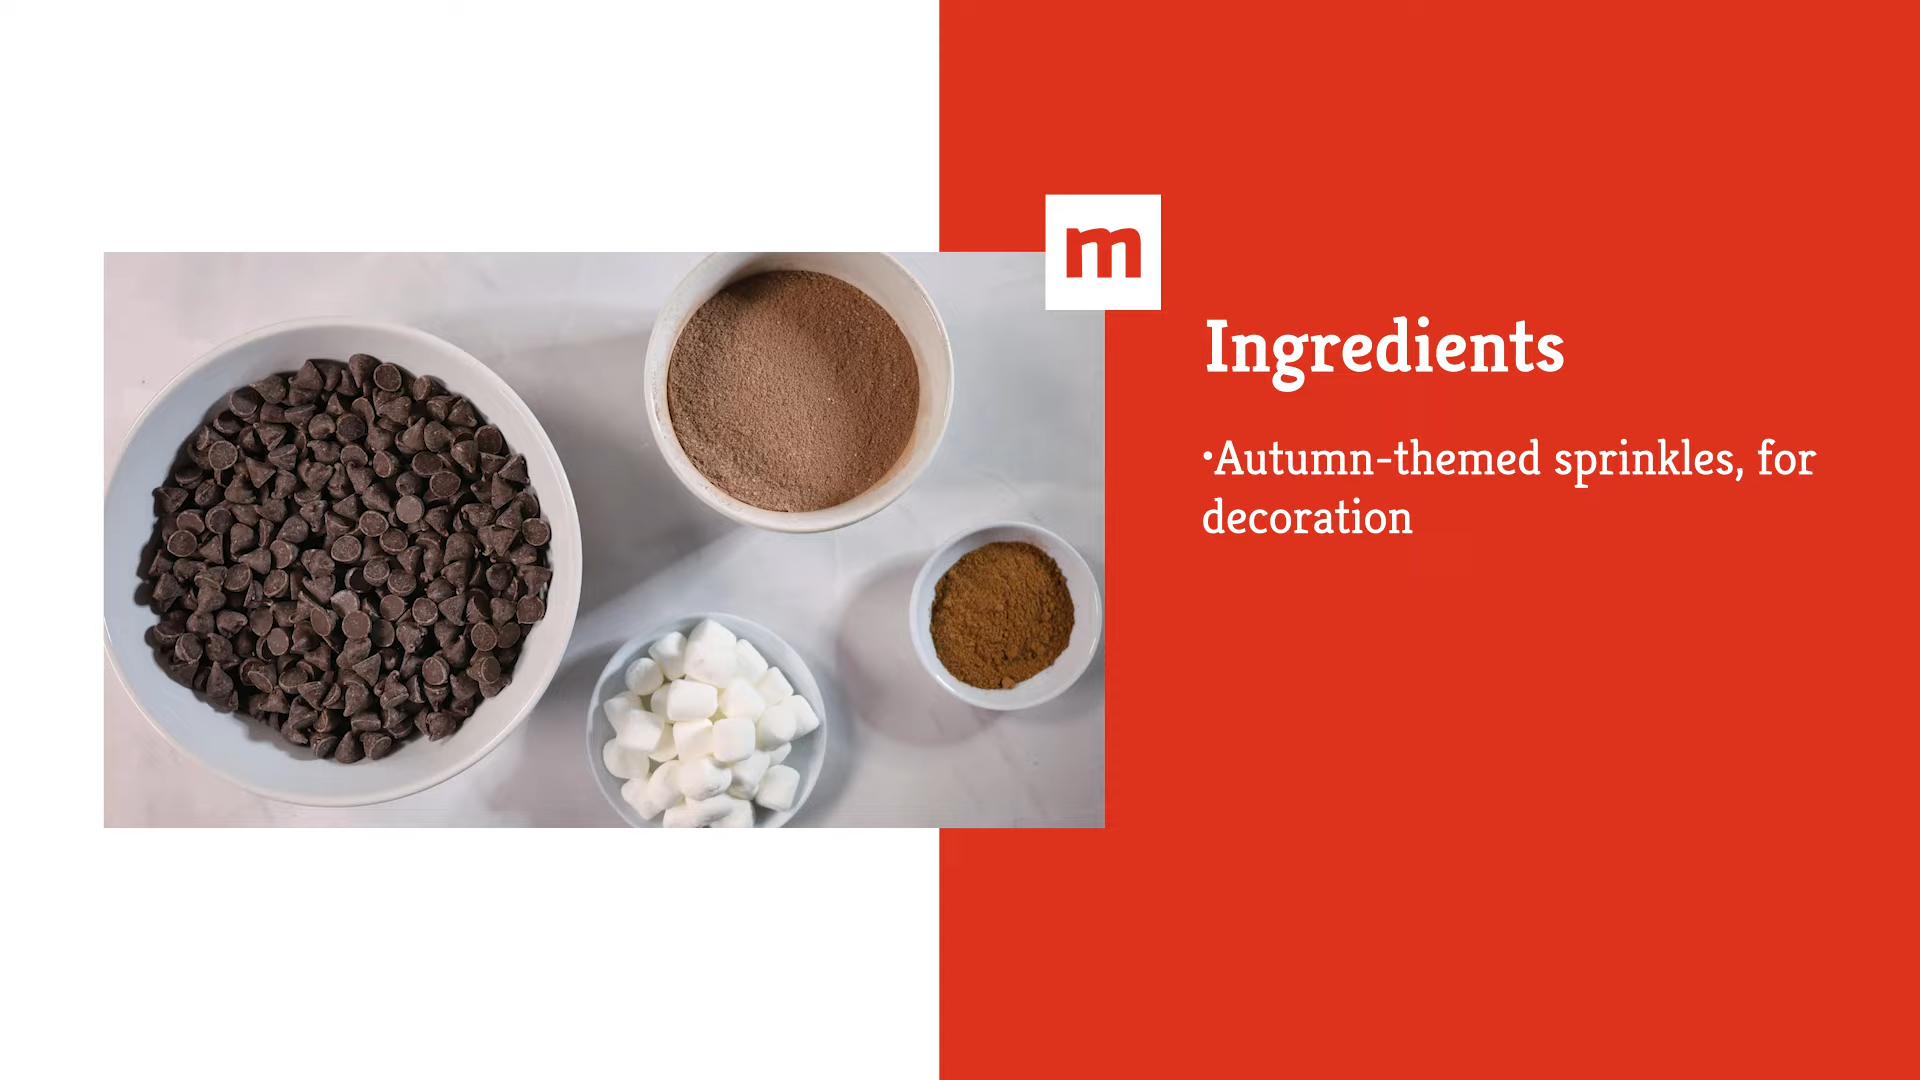 m
Ingredients
•Autumn-themed sprinkles, for
decoration